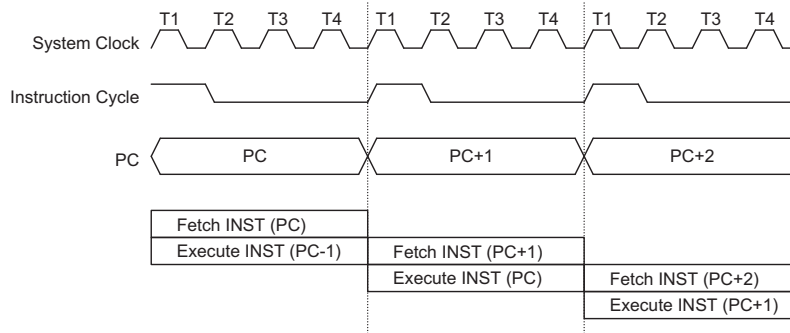 T1 T2 T3 T4 T1 T2 T3 T4 T1 T2 T3 T4
System Clock
Instruction Cycle
PC PC PC+1 PC+2
Fetch INST (PC)
Execute INST (PC-1) Fetch INST (PC+1)
Execute INST (PC) Fetch INST (PC+2)
Execute INST (PC+1)